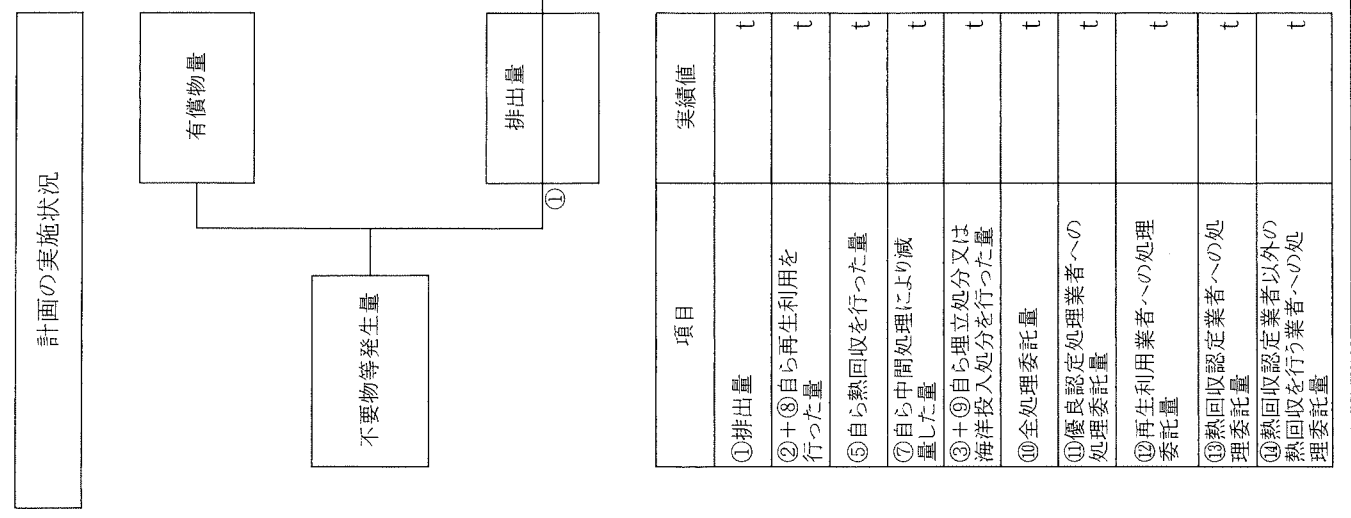 計画の実施状況
有償物量
不要物等発生量
排出量
①
項目
実績値
①排出量
t
②＋⑧自ら再生利用を
行った量
t
⑤自ら熱回収を行った量
t
⑦自ら中間処理により減
量した量
t
③＋⑨自ら埋立処分又は
海洋投入処分を行った量
t
⑩全処理委託量
t
⑪優良認定処理業者への
処理委託量
t
⑫再生利用業者への処理
委託量
t
⑬熱回収認定業者への処
理委託量
t
⑭熱回収認定業者以外の
熱回収を行う業者への処
理委託量
t